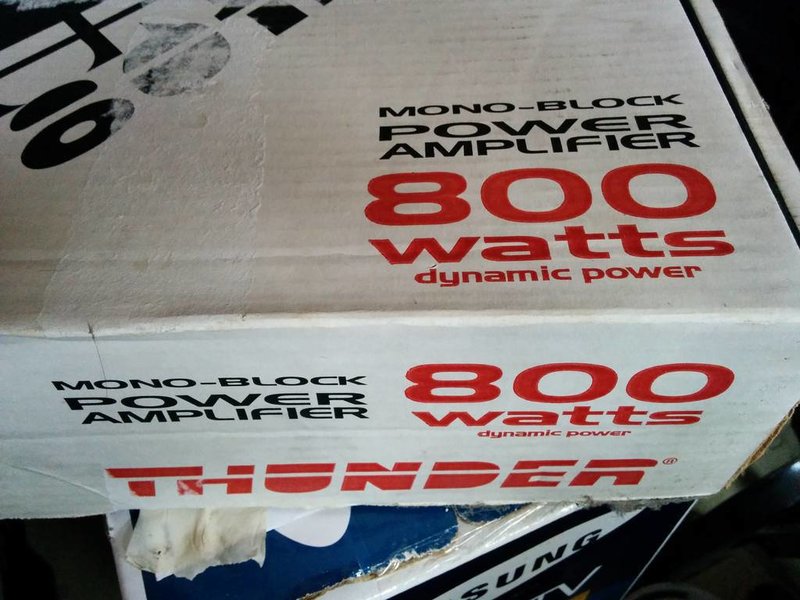 MONO-BLOCK
POWER
AMPLIFIER
800
watts
dynamic power
MONO-BLOCK
POWER
AMPLIFIER
800
watts
dynamic power
THUNDER®